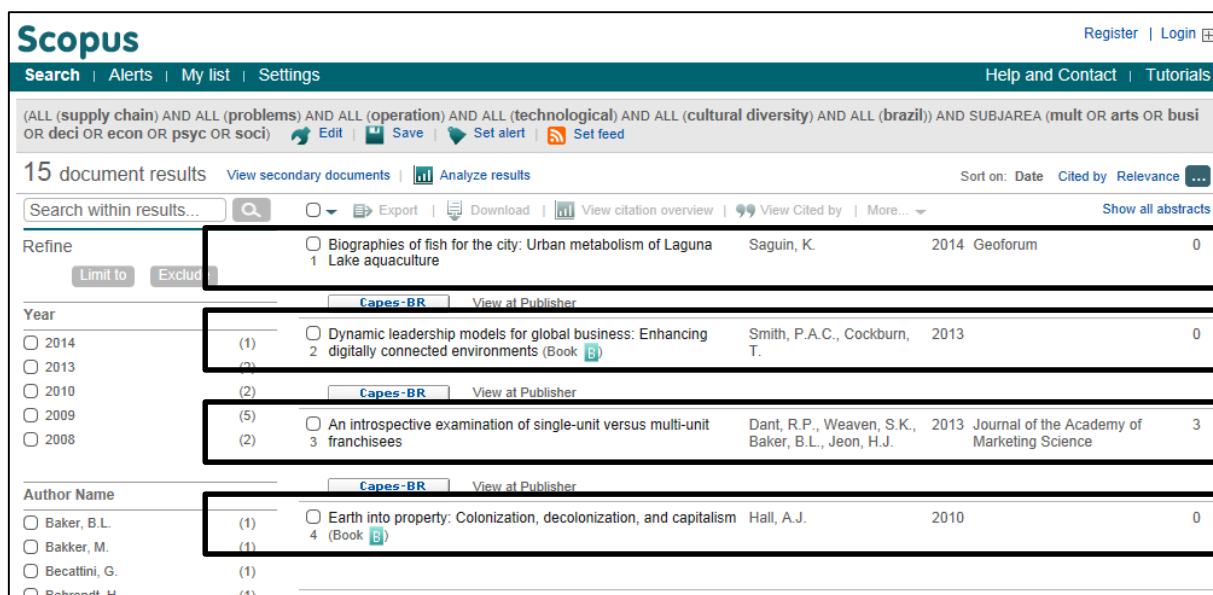 Scopus
Register | Login
Search | Alerts | My list | Settings
Help and Contact | Tutorials
(ALL (supply chain) AND ALL (problems) AND ALL (operation) AND ALL (technological) AND ALL (cultural diversity) AND ALL (brazil)) AND SUBJAREA (mult OR arts OR busi
OR deci OR econ OR psyc OR soci) Edit | Save | Set alert | Set feed
15 document results View secondary documents | Analyze results
Sort on: Date Cited by Relevance ...
Search within results...
Export | Download | View citation overview | View Cited by | More...
Show all abstracts
Refine
Limit to Exclude
Biographies of fish for the city: Urban metabolism of Laguna Saguin, K. 2014 Geoforum 0
1 Lake aquaculture
Capes-BR View at Publisher
Year
2014 (1)
2013 (2)
2010 (2)
2009 (5)
2008 (2)
Dynamic leadership models for global business: Enhancing Smith, P.A.C., Cockburn, 2013 0
2 digitally connected environments (Book B) T.
Capes-BR View at Publisher
An introspective examination of single-unit versus multi-unit Dant, R.P., Weaven, S.K., 2013 Journal of the Academy of 3
3 franchisees Baker, B.L., Jeon, H.J. Marketing Science
Capes-BR View at Publisher
Author Name
Baker, B.L. (1)
Bakker, M. (1)
Becattini, G. (1)
Earth into property: Colonization, decolonization, and capitalism Hall, A.J. 2010 0
4 (Book B)